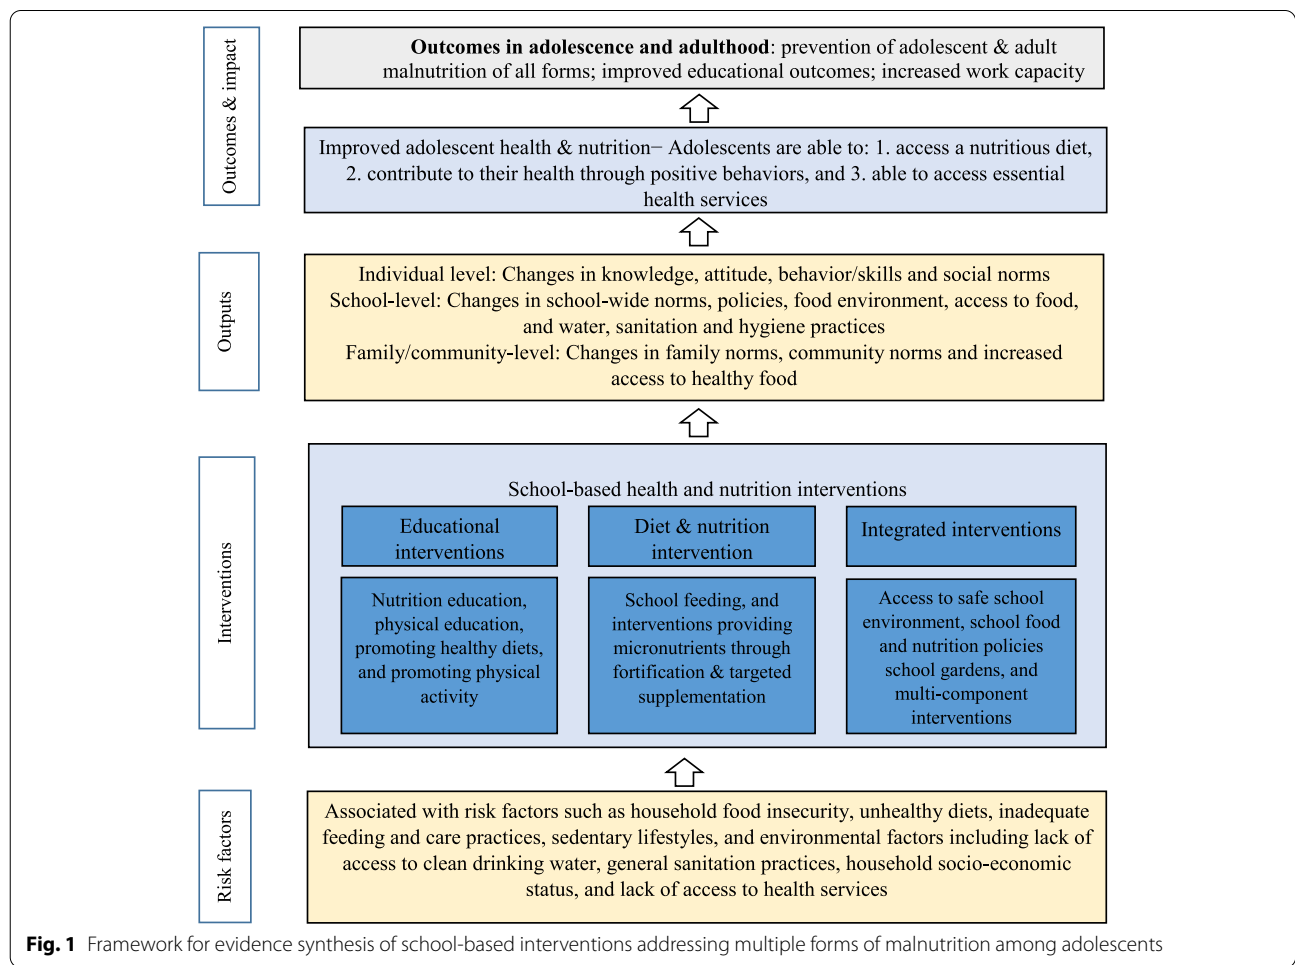 Outcomes & impact
Outcomes in adolescence and adulthood: prevention of adolescent & adult
malnutrition of all forms; improved educational outcomes; increased work capacity
Improved adolescent health & nutrition− Adolescents are able to: 1. access a nutritious diet,
2. contribute to their health through positive behaviors, and 3. able to access essential
health services
Outputs
Individual level: Changes in knowledge, attitude, behavior/skills and social norms
School-level: Changes in school-wide norms, policies, food environment, access to food,
and water, sanitation and hygiene practices
Family/community-level: Changes in family norms, community norms and increased
access to healthy food
Interventions
School-based health and nutrition interventions
Educational
interventions
Nutrition education,
physical education,
promoting healthy diets,
and promoting physical
activity
Diet & nutrition
intervention
School feeding, and
interventions providing
micronutrients through
fortification & targeted
supplementation
Integrated interventions
Access to safe school
environment, school food
and nutrition policies
school gardens, and
multi-component
interventions
Risk factors
Associated with risk factors such as household food insecurity, unhealthy diets, inadequate
feeding and care practices, sedentary lifestyles, and environmental factors including lack of
access to clean drinking water, general sanitation practices, household socio-economic
status, and lack of access to health services
Fig. 1 Framework for evidence synthesis of school-based interventions addressing multiple forms of malnutrition among adolescents